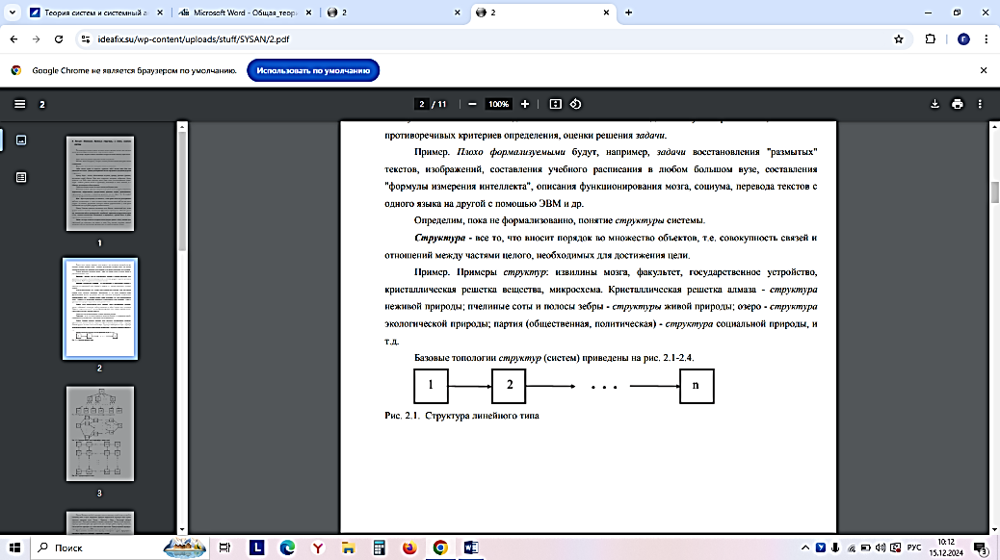 Теория систем и системный а
Microsoft Word - Общая_теори
2
2
ideafix.su/wp-content/uploads/stuff/SYSAN/2.pdf
Г
Google Chrome не является браузером по умолчанию.
Использовать по умолчанию
2
2 / 11
100%
противоречивых критериев определения, оценки решения задачи.
Пример. Плохо формализуемыми будут, например, задачи восстановления "размытых"
текстов, изображений, составления учебного расписания в любом большом вузе, составления
"формулы измерения интеллекта", описания функционирования мозга, социума, перевода текстов с
одного языка на другой с помощью ЭВМ и др.
Определим, пока не формализованно, понятие структуры системы.
Структура - все то, что вносит порядок во множество объектов, т.е. совокупность связей и
отношений между частями целого, необходимых для достижения цели.
Пример. Примеры структур: извилины мозга, факультет, государственное устройство,
кристаллическая решетка вещества, микросхема. Кристаллическая решетка алмаза - структура
неживой природы; пчелиные соты и полосы зебры - структуры живой природы; озеро - структура
экологической природы; партия (общественная, политическая) - структура социальной природы, и
т.д.
Базовые топологии структур (систем) приведены на рис. 2.1-2.4.
1 2 . . . n
Рис. 2.1. Структура линейного типа
1
2
3
Поиск
РУС
10:12
15.12.2024
3